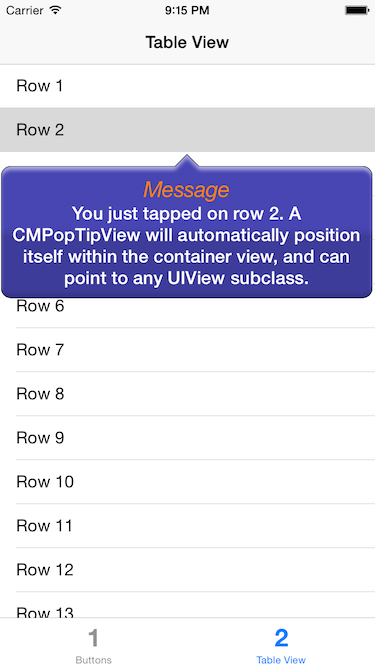 Carrier 9:15 PM
Table View
Row 1
Row 2
Message
You just tapped on row 2. A
CMPopTipView will automatically position
itself within the container view, and can
point to any UIView subclass.
Row 6
Row 7
Row 8
Row 9
Row 10
Row 11
Row 12
Row 13
1 2
Buttons Table View